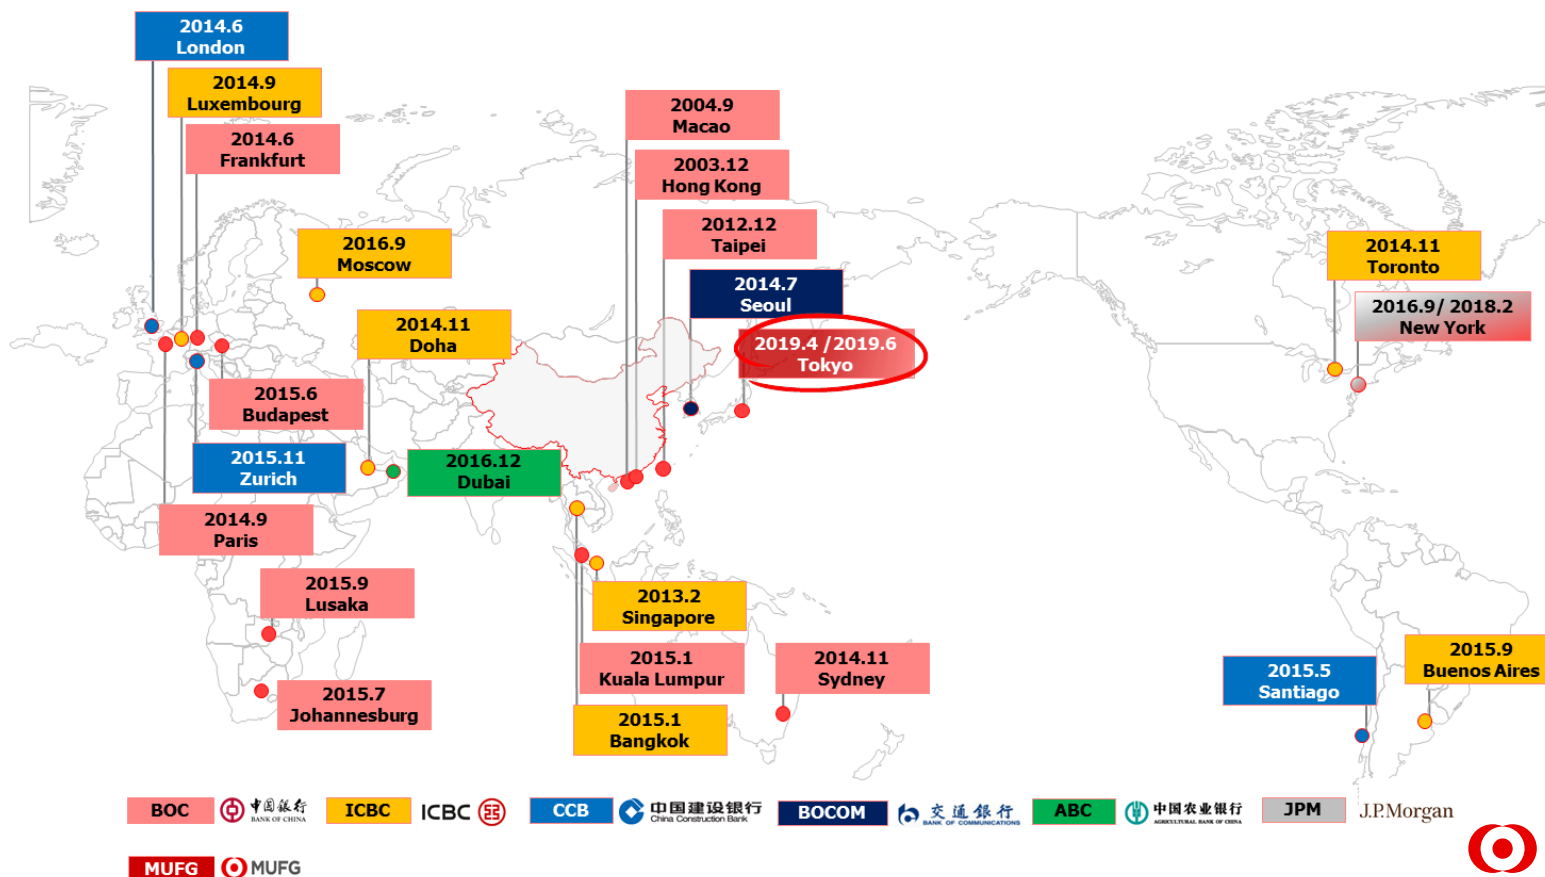 2014.6
London
2014.9
Luxembourg
2014.6
Frankfurt
2004.9
Macao
2003.12
Hong Kong
2012.12
Taipei
2016.9
Moscow
2014.7
Seoul
2014.11
Toronto
2014.11
Doha
2019.4 /2019.6
Tokyo
2016.9/ 2018.2
New York
2015.6
Budapest
2015.11
Zurich
2016.12
Dubai
2014.9
Paris
2015.9
Lusaka
2013.2
Singapore
2015.1
Kuala Lumpur
2014.11
Sydney
2015.7
Johannesburg
2015.1
Bangkok
2015.5
Santiago
2015.9
Buenos Aires
BOC
中国银行
BANK OF CHINA
ICBC
ICBC
CCB
中国建设银行
China Construction Bank
BOCOM
交通银行
BANK OF COMMUNICATIONS
ABC
中国农业银行
AGRICULTURAL BANK OF CHINA
JPM
J.P.Morgan
MUFG
MUFG